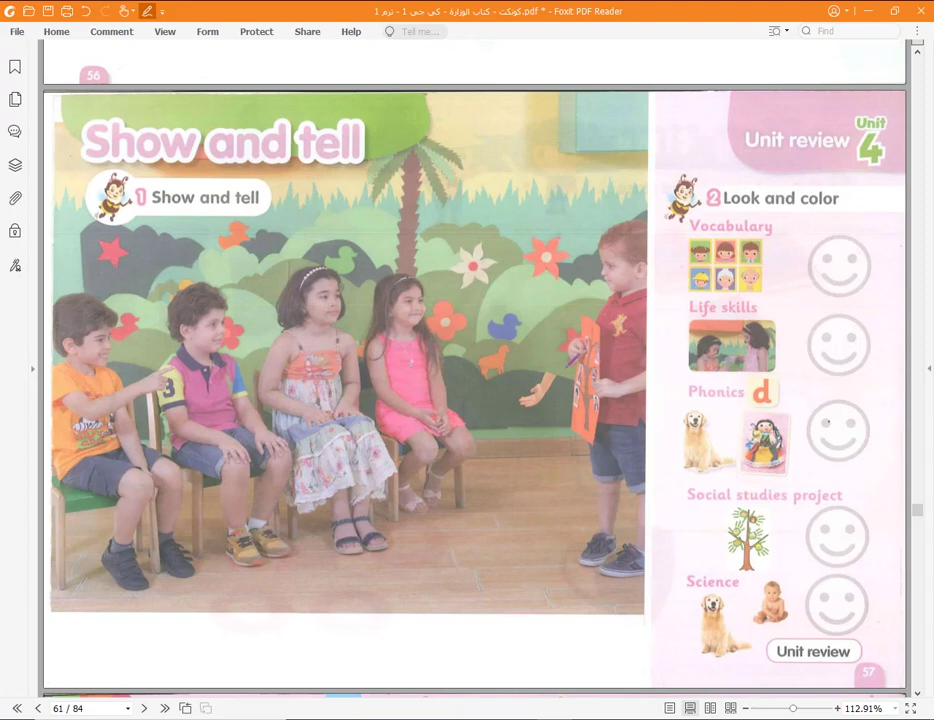 كونكت - كتاب الوزارة - كي جي 1 - ترم 1.pdf * - Foxit PDF Reader
File Home Comment View Form Protect Share Help Tell me... Find
56
Show and tell
1 Show and tell
3
Unit review
Unit
4
2 Look and color
Vocabulary
Life skills
Phonics d
Social studies project
Science
Unit review
57
61 / 84
112.91%